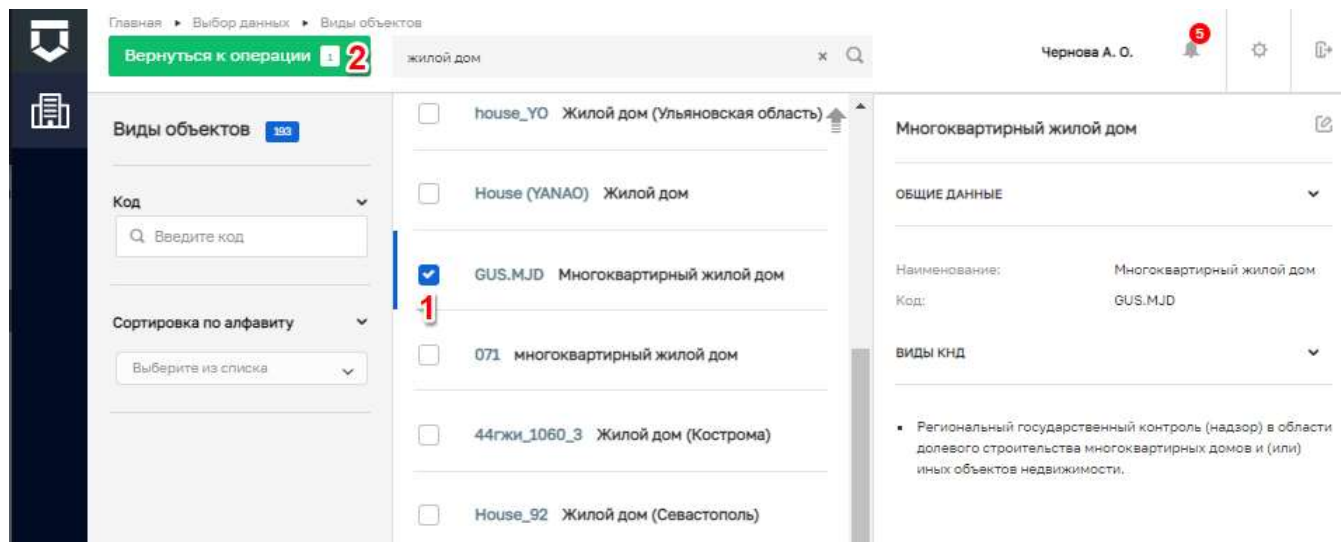 Главная ▸ Выбор данных ▸ Виды объектов
Вернуться к операции 1 2
жилой дом
Чернова А. О.
5
Виды объектов 193
Код
Введите код
Сортировка по алфавиту
Выберите из списка
house_YO Жилой дом (Ульяновская область)
House (YANAO) Жилой дом
GUS.MJD Многоквартирный жилой дом
1
071 многоквартирный жилой дом
44гжи_1060_3 Жилой дом (Кострома)
House_92 Жилой дом (Севастополь)
Многоквартирный жилой дом
ОБЩИЕ ДАННЫЕ
Наименование: Многоквартирный жилой дом
Код: GUS.MJD
ВИДЫ КНД
Региональный государственный контроль (надзор) в области
долевого строительства многоквартирных домов и (или)
иных объектов недвижимости.